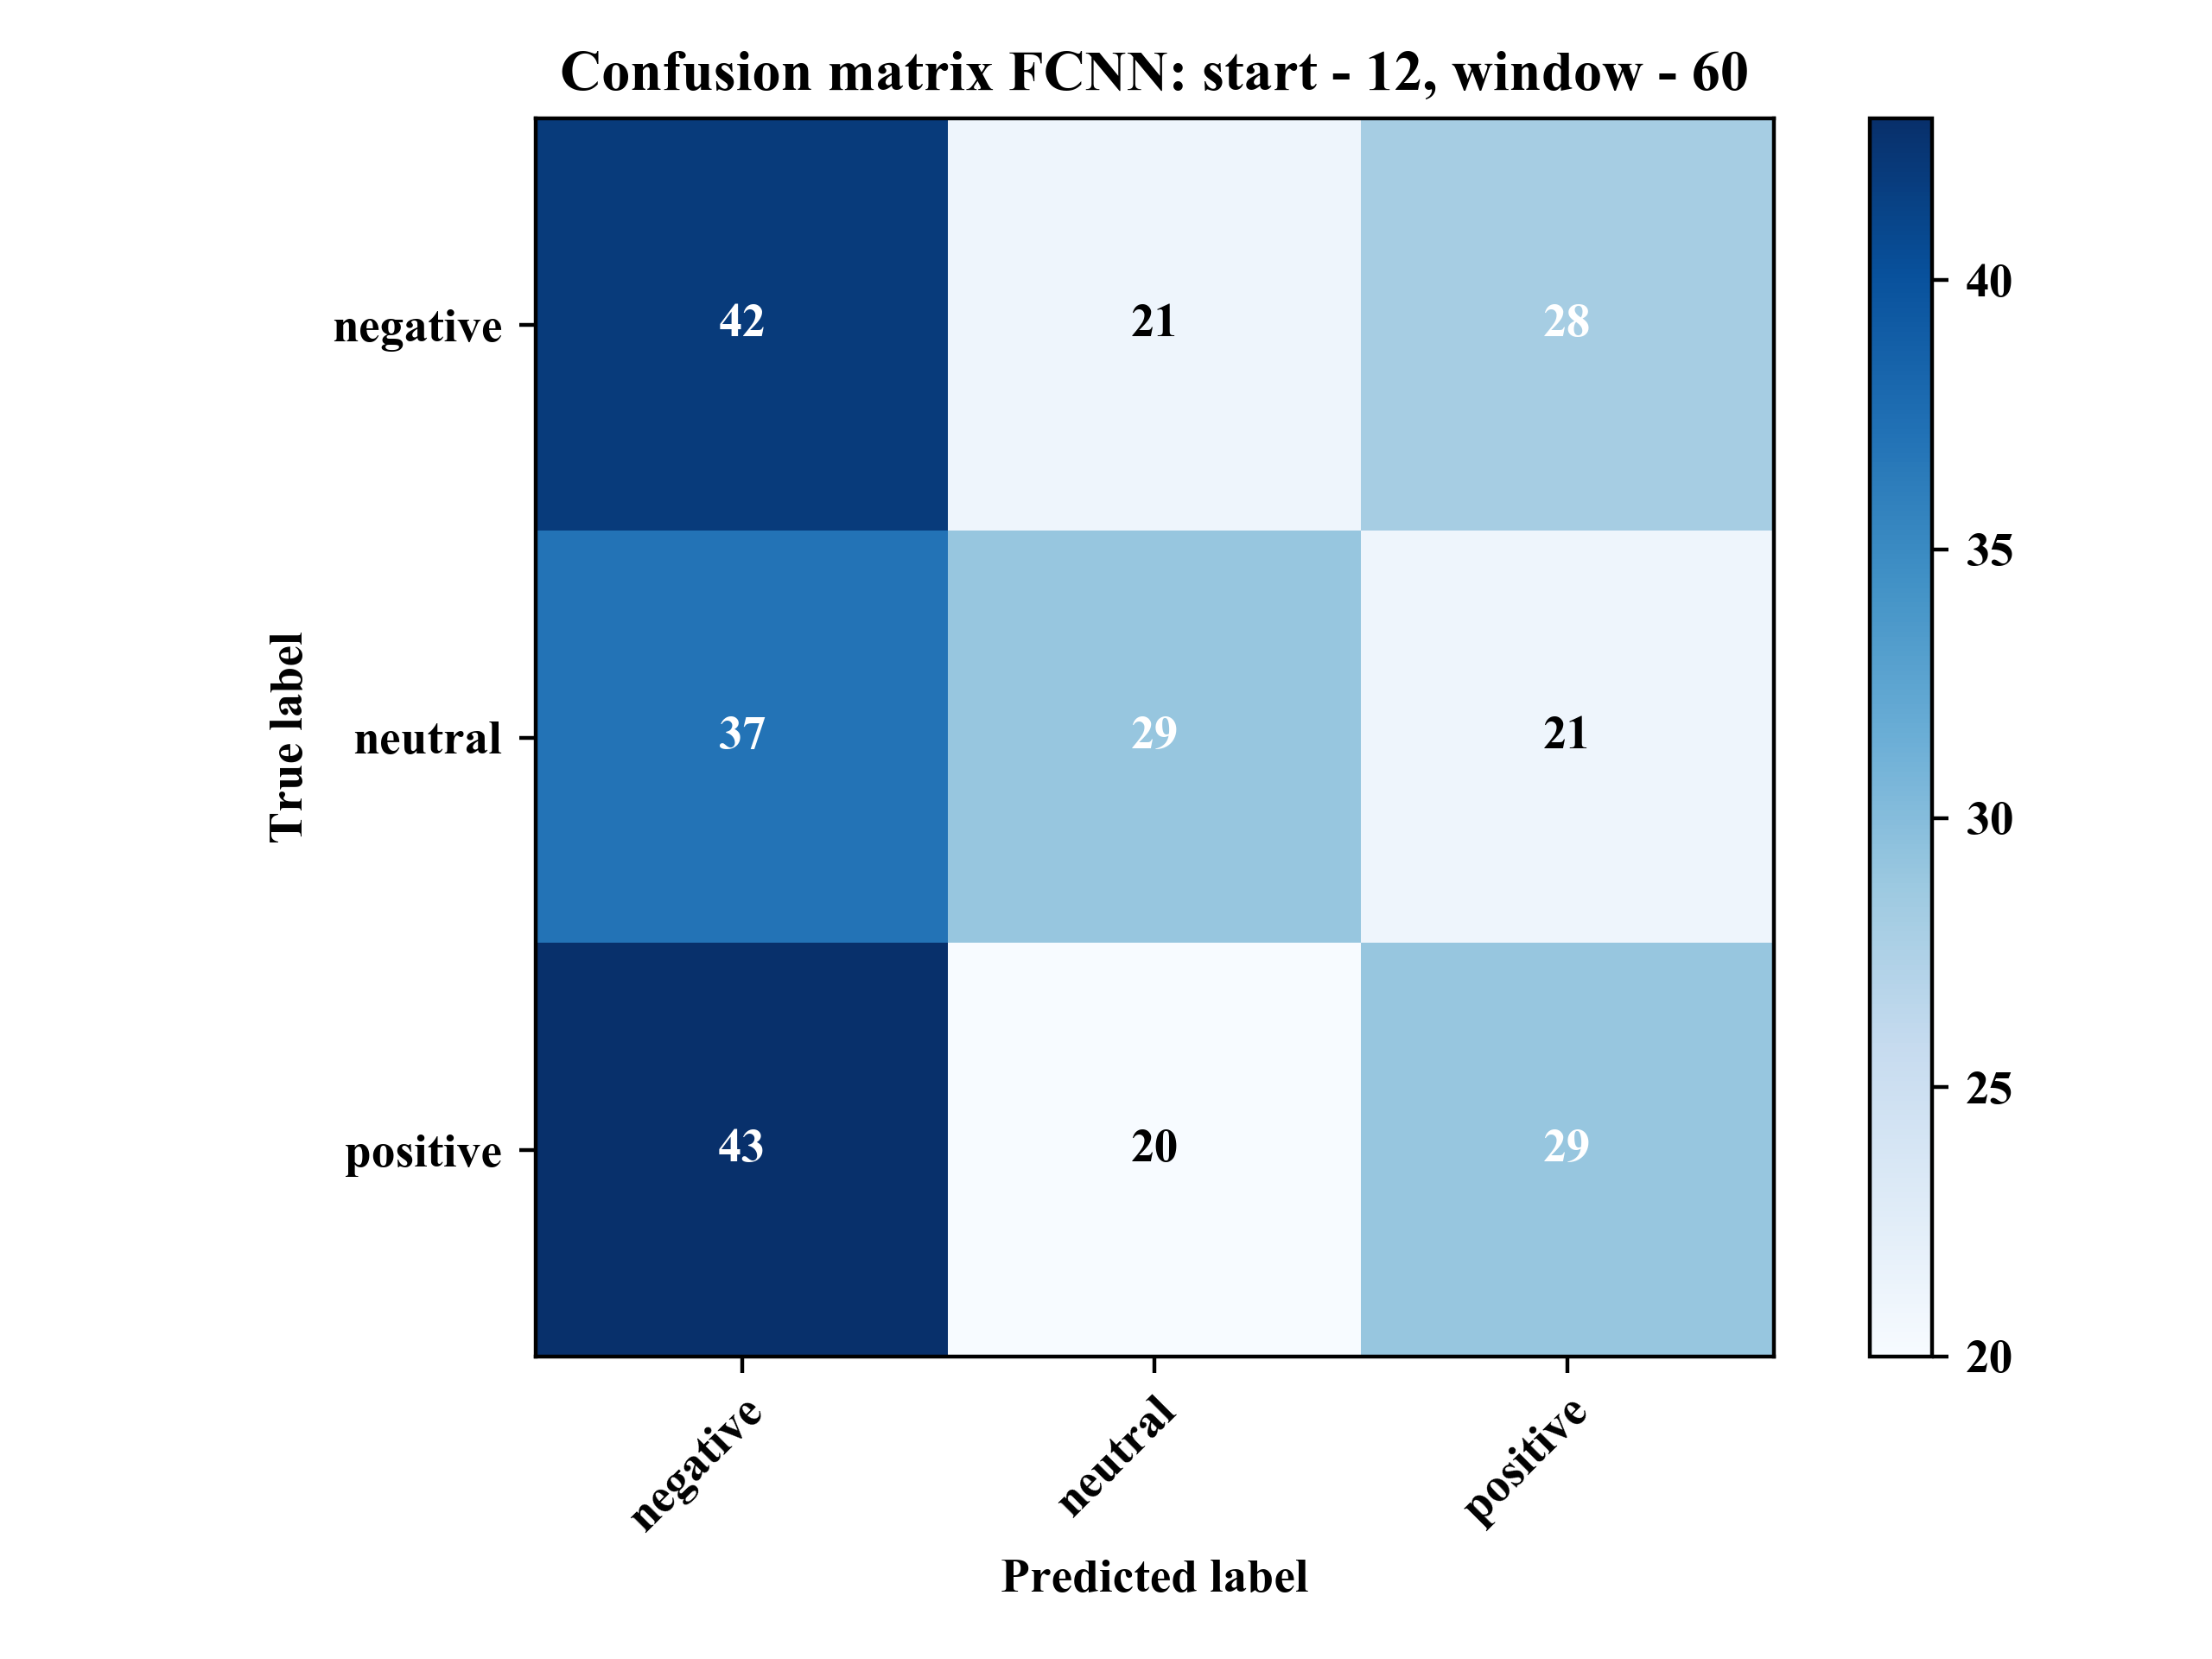 Confusion matrix FCNN: start - 12, window - 60
negative 42 21 28
neutral 37 29 21
positive 43 20 29
negative neutral positive
True label
Predicted label
40
35
30
25
20